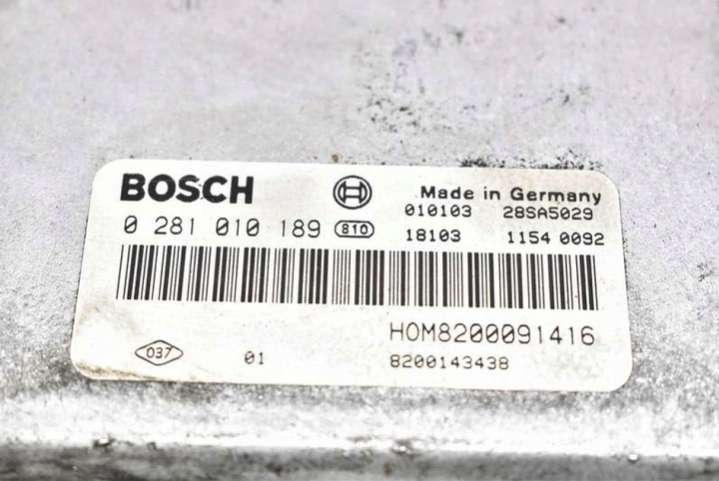 BOSCH
Made in Germany
010103 28SA5029
0 281 010 189 810
18103 1154 0092
HOM8200091416
037 01 8200143438